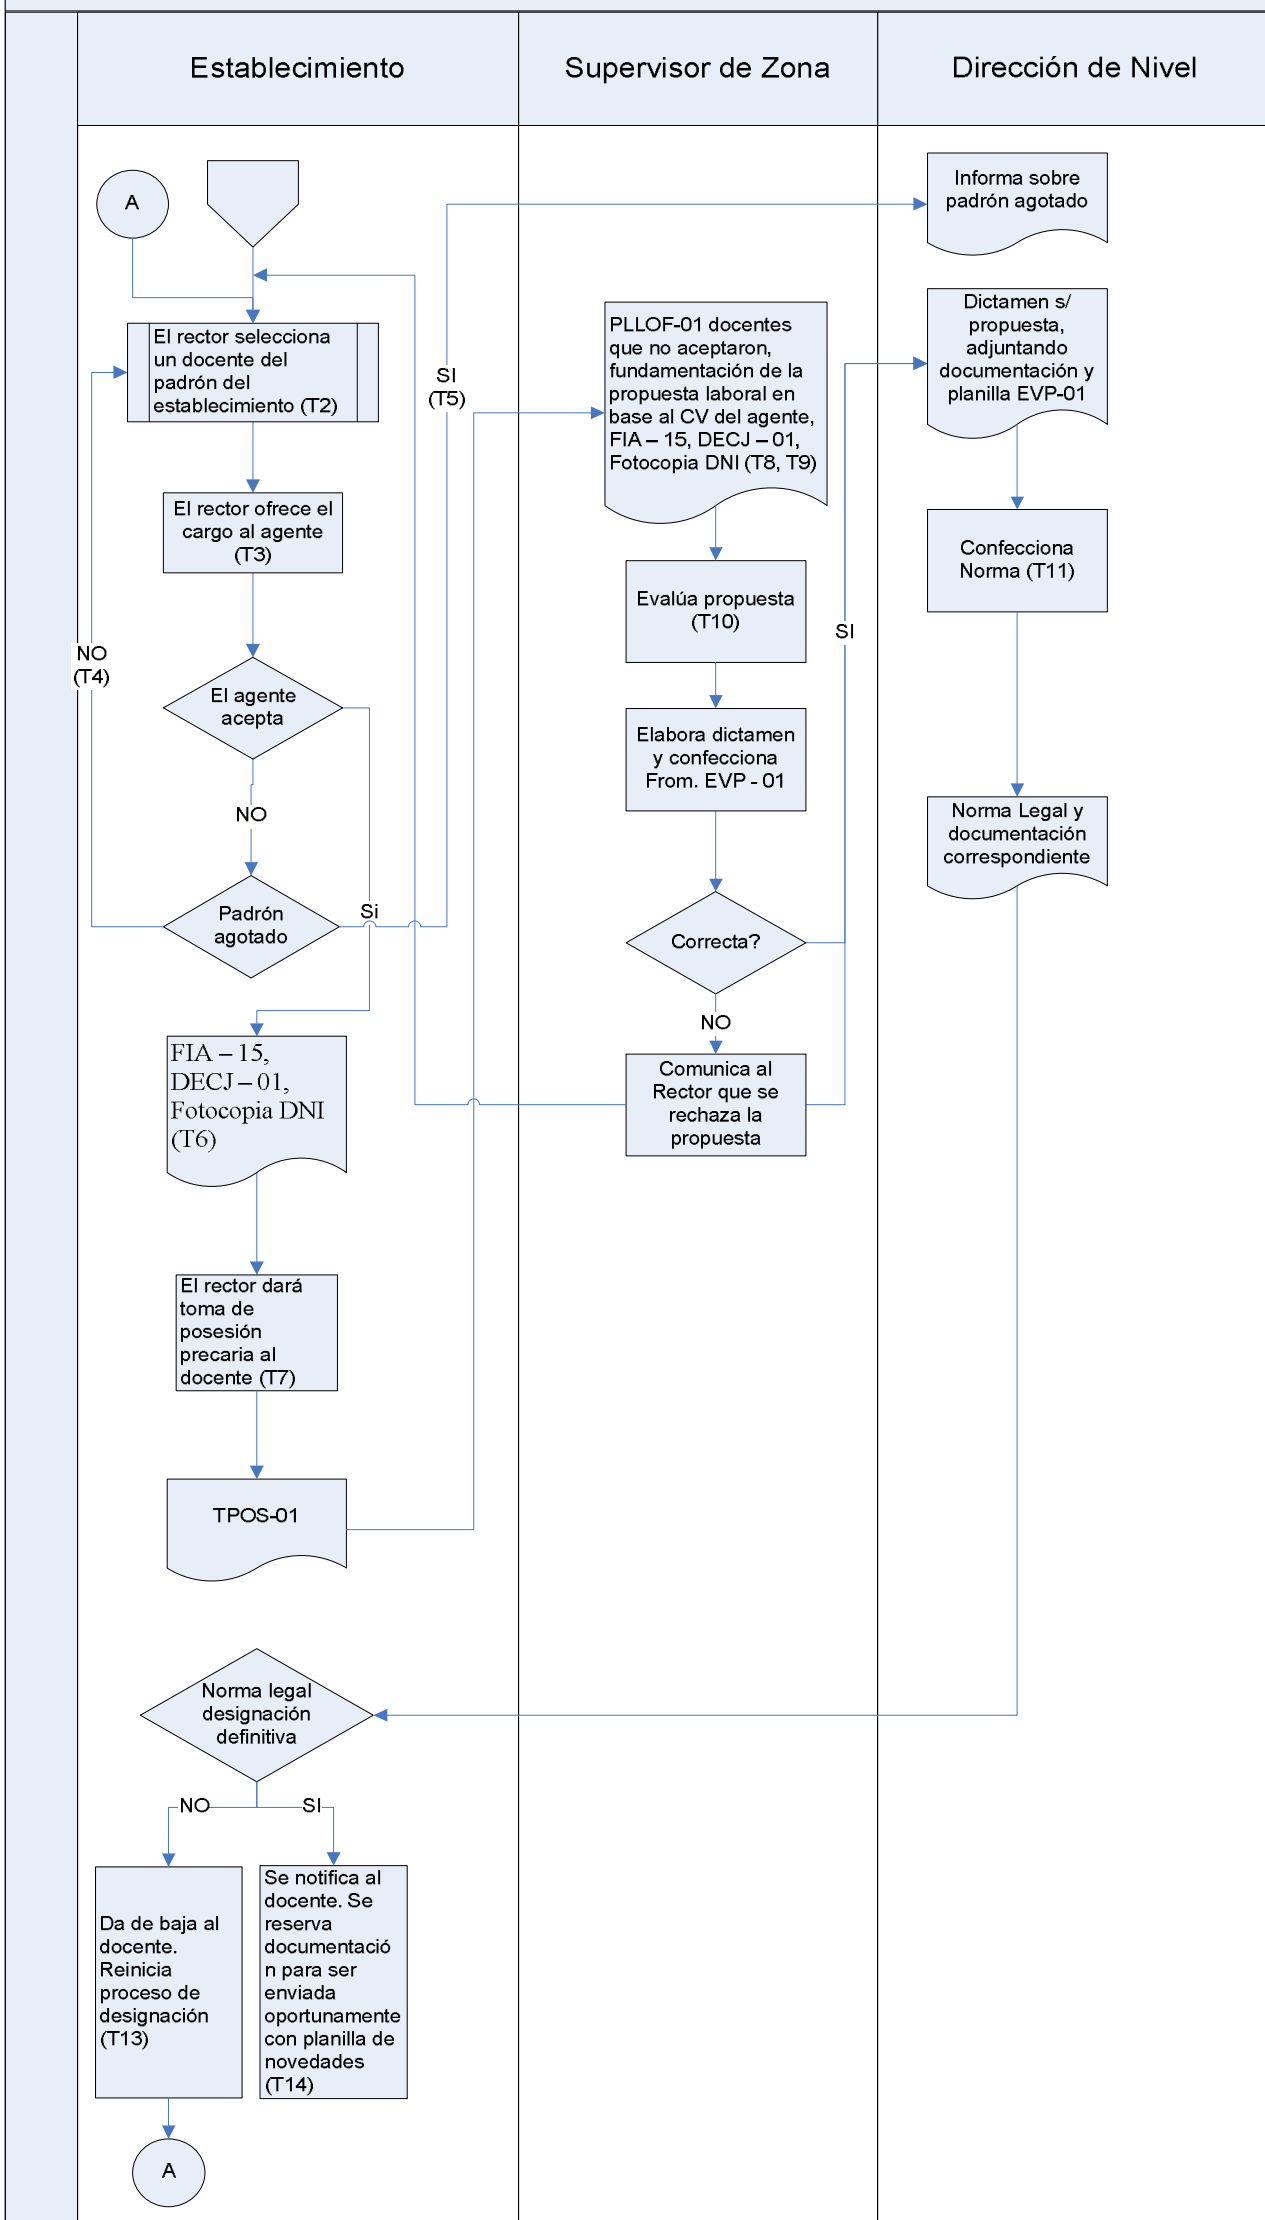 Establecimiento
Supervisor de Zona
Dirección de Nivel
A
El rector selecciona
un docente del
padrón del
establecimiento (T2)
El rector ofrece el
cargo al agente
(T3)
NO
(T4)
El agente
acepta
NO
Padrón
agotado
Si
SI
(T5)
FIA – 15,
DECJ – 01,
Fotocopia DNI
(T6)
El rector dará
toma de
posesión
precaria al
docente (T7)
TPOS-01
Norma legal
designación
definitiva
NO
SI
Da de baja al
docente.
Reinicia
proceso de
designación
(T13)
Se notifica al
docente. Se
reserva
documentació
n para ser
enviada
oportunamente
con planilla de
novedades
(T14)
A
PLLOF-01 docentes
que no aceptaron,
fundamentación de la
propuesta laboral en
base al CV del agente,
FIA – 15, DECJ – 01,
Fotocopia DNI (T8, T9)
Evalúa propuesta
(T10)
Elabora dictamen
y confecciona
From. EVP - 01
Correcta?
SI
NO
Comunica al
Rector que se
rechaza la
propuesta
Informa sobre
padrón agotado
Dictamen s/
propuesta,
adjuntando
documentación y
planilla EVP-01
Confecciona
Norma (T11)
Norma Legal y
documentación
correspondiente